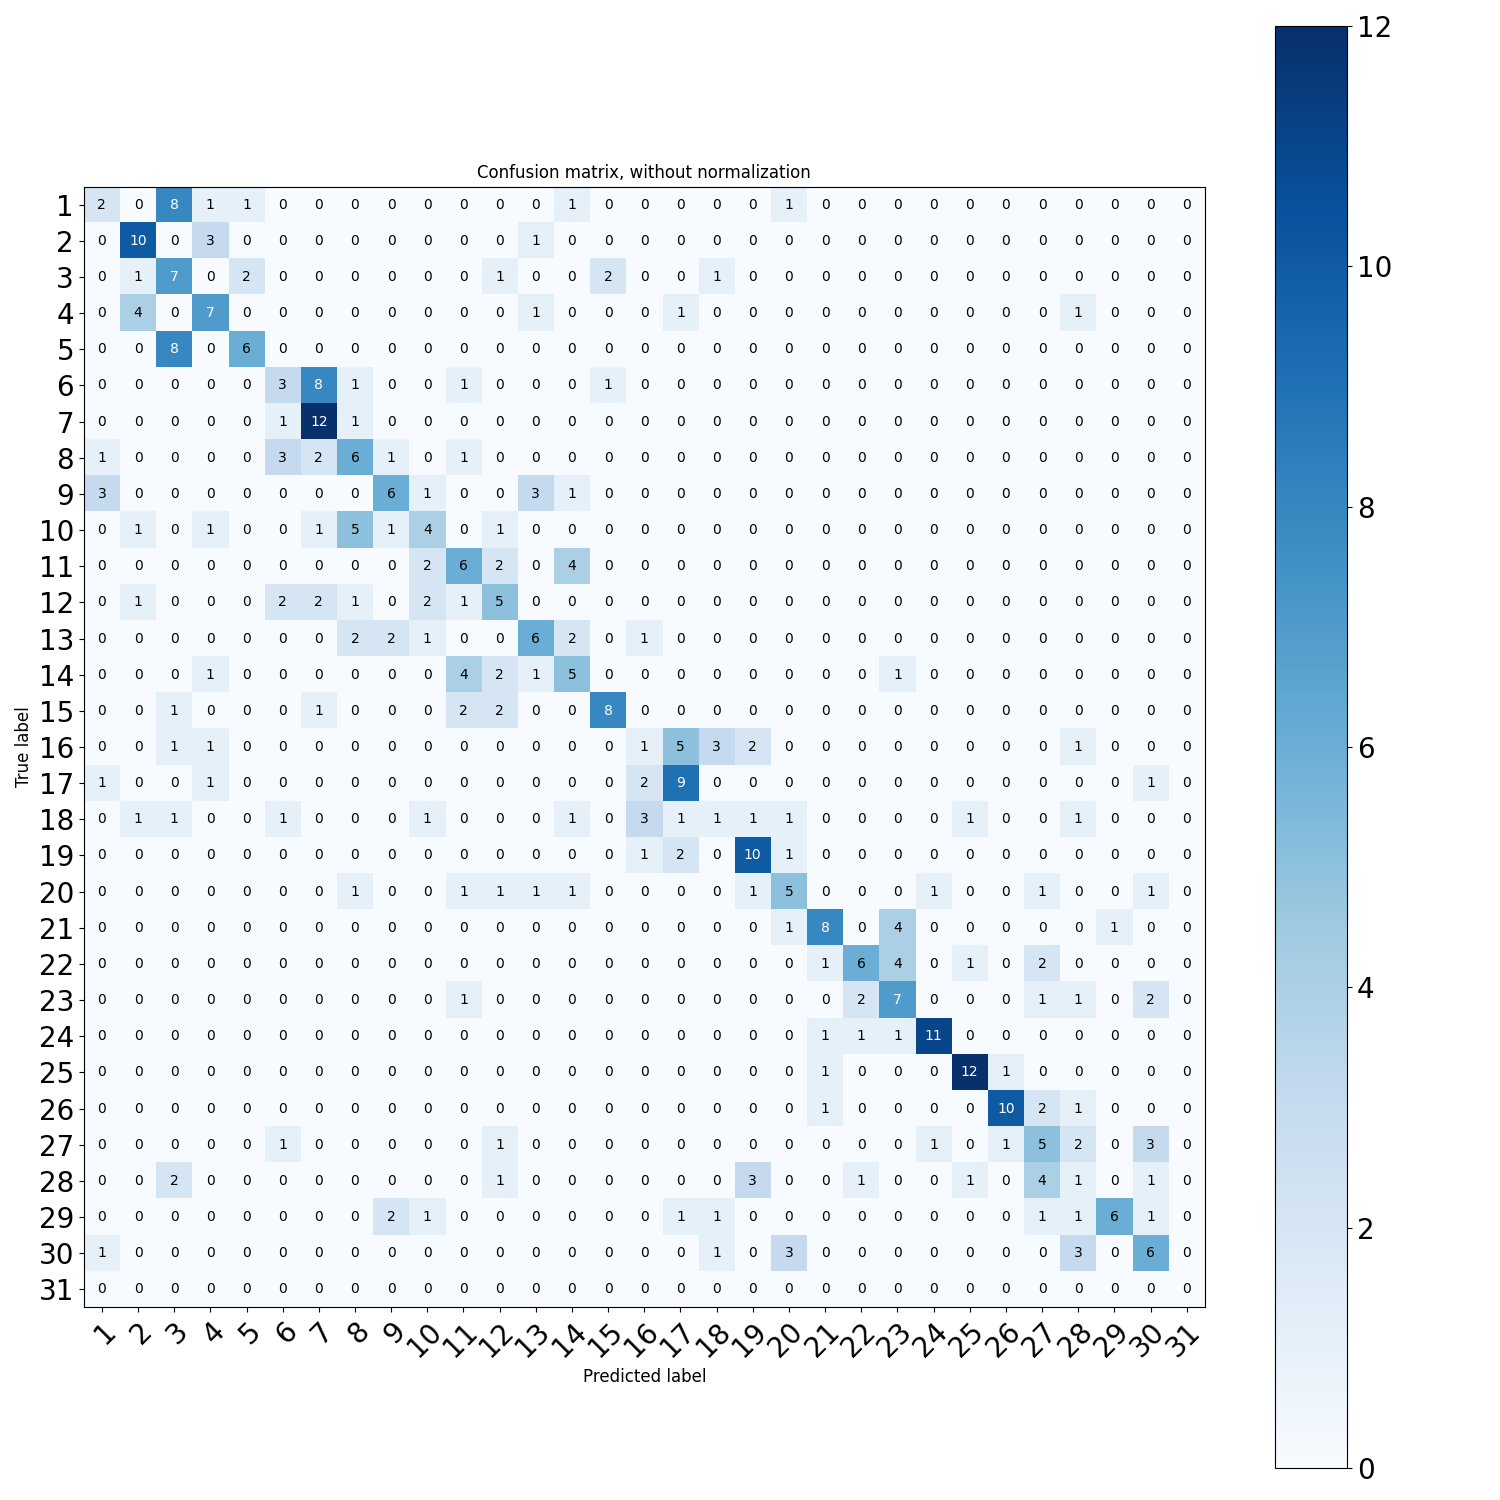 Confusion matrix, without normalization
1 2 0 8 1 1 0 0 0 0 0 0 0 0 1 0 0 0 0 0 1 0 0 0 0 0 0 0 0 0 0 0
2 0 10 0 3 0 0 0 0 0 0 0 0 1 0 0 0 0 0 0 0 0 0 0 0 0 0 0 0 0 0 0
3 0 1 7 0 2 0 0 0 0 0 0 1 0 0 2 0 0 1 0 0 0 0 0 0 0 0 0 0 0 0 0
4 0 4 0 7 0 0 0 0 0 0 0 0 1 0 0 0 1 0 0 0 0 0 0 0 0 0 0 1 0 0 0
5 0 0 8 0 6 0 0 0 0 0 0 0 0 0 0 0 0 0 0 0 0 0 0 0 0 0 0 0 0 0 0
6 0 0 0 0 0 3 8 1 0 0 1 0 0 0 1 0 0 0 0 0 0 0 0 0 0 0 0 0 0 0 0
7 0 0 0 0 0 1 12 1 0 0 0 0 0 0 0 0 0 0 0 0 0 0 0 0 0 0 0 0 0 0 0
8 1 0 0 0 0 3 2 6 1 0 1 0 0 0 0 0 0 0 0 0 0 0 0 0 0 0 0 0 0 0 0
9 3 0 0 0 0 0 0 0 6 1 0 0 3 1 0 0 0 0 0 0 0 0 0 0 0 0 0 0 0 0 0
10 0 1 0 1 0 0 1 5 1 4 0 1 0 0 0 0 0 0 0 0 0 0 0 0 0 0 0 0 0 0 0
11 0 0 0 0 0 0 0 0 0 2 6 2 0 4 0 0 0 0 0 0 0 0 0 0 0 0 0 0 0 0 0
12 0 1 0 0 0 2 2 1 0 2 1 5 0 0 0 0 0 0 0 0 0 0 0 0 0 0 0 0 0 0 0
13 0 0 0 0 0 0 0 2 2 1 0 0 6 2 0 1 0 0 0 0 0 0 0 0 0 0 0 0 0 0 0
14 0 0 0 1 0 0 0 0 0 0 4 2 1 5 0 0 0 0 0 0 0 0 1 0 0 0 0 0 0 0 0
15 0 0 1 0 0 0 1 0 0 0 2 2 0 0 8 0 0 0 0 0 0 0 0 0 0 0 0 0 0 0 0
16 0 0 1 1 0 0 0 0 0 0 0 0 0 0 0 1 5 3 2 0 0 0 0 0 0 0 0 1 0 0 0
17 1 0 0 1 0 0 0 0 0 0 0 0 0 0 0 2 9 0 0 0 0 0 0 0 0 0 0 0 0 1 0
18 0 1 1 0 0 1 0 0 0 1 0 0 0 1 0 3 1 1 1 1 0 0 0 0 1 0 0 1 0 0 0
19 0 0 0 0 0 0 0 0 0 0 0 0 0 0 0 1 2 0 10 1 0 0 0 0 0 0 0 0 0 0 0
20 0 0 0 0 0 0 0 1 0 0 1 1 1 1 0 0 0 0 1 5 0 0 0 1 0 0 1 0 0 1 0
21 0 0 0 0 0 0 0 0 0 0 0 0 0 0 0 0 0 0 0 1 8 0 4 0 0 0 0 0 1 0 0
22 0 0 0 0 0 0 0 0 0 0 0 0 0 0 0 0 0 0 0 0 1 6 4 0 1 0 2 0 0 0 0
23 0 0 0 0 0 0 0 0 0 0 1 0 0 0 0 0 0 0 0 0 0 2 7 0 0 0 1 1 0 2 0
24 0 0 0 0 0 0 0 0 0 0 0 0 0 0 0 0 0 0 0 0 1 1 1 11 0 0 0 0 0 0 0
25 0 0 0 0 0 0 0 0 0 0 0 0 0 0 0 0 0 0 0 0 1 0 0 0 12 1 0 0 0 0 0
26 0 0 0 0 0 0 0 0 0 0 0 0 0 0 0 0 0 0 0 0 1 0 0 0 0 10 2 1 0 0 0
27 0 0 0 0 0 1 0 0 0 0 0 1 0 0 0 0 0 0 0 0 0 0 0 1 0 1 5 2 0 3 0
28 0 0 2 0 0 0 0 0 0 0 0 1 0 0 0 0 0 0 3 0 0 1 0 0 1 0 4 1 0 1 0
29 0 0 0 0 0 0 0 0 2 1 0 0 0 0 0 0 1 1 0 0 0 0 0 0 0 0 1 1 6 1 0
30 1 0 0 0 0 0 0 0 0 0 0 0 0 0 0 0 0 1 0 3 0 0 0 0 0 0 0 3 0 6 0
31 0 0 0 0 0 0 0 0 0 0 0 0 0 0 0 0 0 0 0 0 0 0 0 0 0 0 0 0 0 0 0
1 2 3 4 5 6 7 8 9 10 11 12 13 14 15 16 17 18 19 20 21 22 23 24 25 26 27 28 29 30 31
True label
Predicted label
12
10
8
6
4
2
0